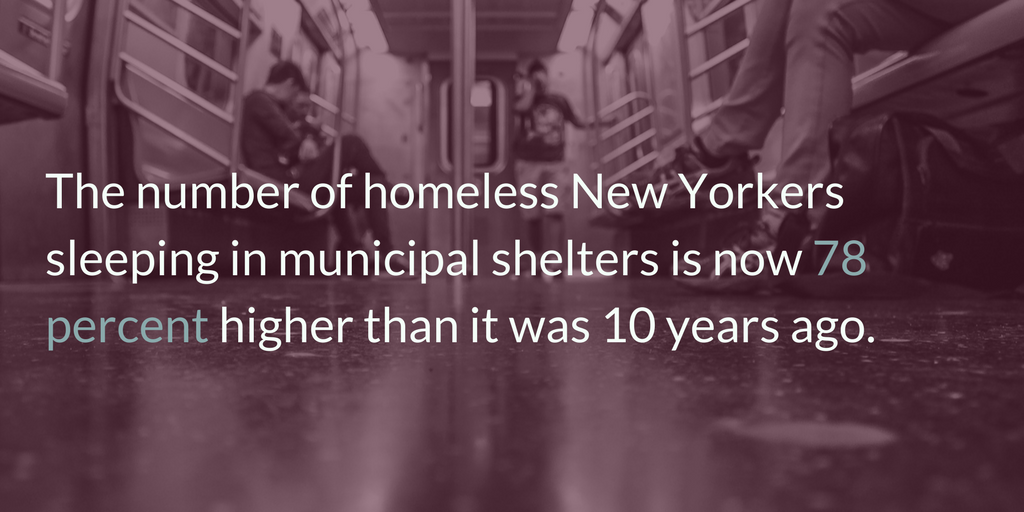 The number of homeless New Yorkers
sleeping in municipal shelters is now 78
percent higher than it was 10 years ago.